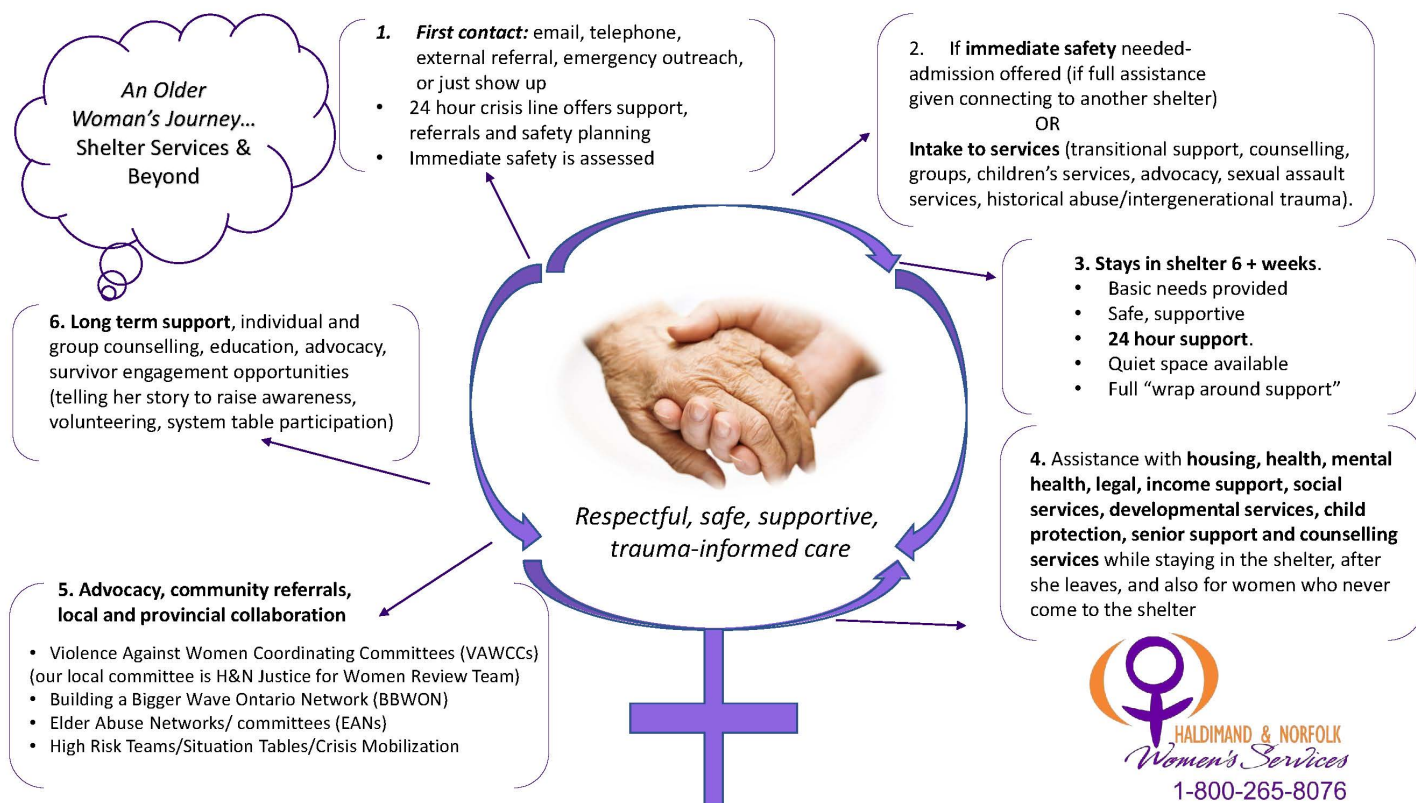 An Older
Woman's Journey...
Shelter Services &
Beyond
1. First contact: email, telephone,
external referral, emergency outreach,
or just show up
• 24 hour crisis line offers support,
referrals and safety planning
• Immediate safety is assessed
2. If immediate safety needed-
admission offered (if full assistance
given connecting to another shelter)
OR
Intake to services (transitional support, counselling,
groups, children's services, advocacy, sexual assault
services, historical abuse/intergenerational trauma).
3. Stays in shelter 6 + weeks.
• Basic needs provided
• Safe, supportive
• 24 hour support.
• Quiet space available
• Full "wrap around support"
4. Assistance with housing, health, mental
health, legal, income support, social
services, developmental services, child
protection, senior support and counselling
services while staying in the shelter, after
she leaves, and also for women who never
come to the shelter
5. Advocacy, community referrals,
local and provincial collaboration
• Violence Against Women Coordinating Committees (VAWCCs)
(our local committee is H&N Justice for Women Review Team)
• Building a Bigger Wave Ontario Network (BBWON)
• Elder Abuse Networks/ committees (EANs)
• High Risk Teams/Situation Tables/Crisis Mobilization
6. Long term support, individual and
group counselling, education, advocacy,
survivor engagement opportunities
(telling her story to raise awareness,
volunteering, system table participation)
Respectful, safe, supportive,
trauma-informed care
HALDIMAND & NORFOLK
Women's Services
1-800-265-8076